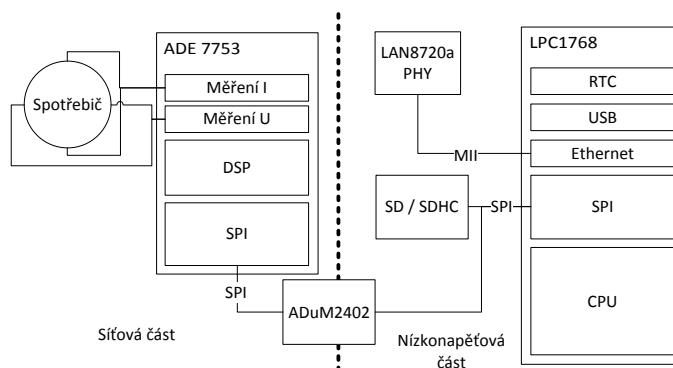 ADE 7753
Spotřebič
Měření I
Měření U
DSP
SPI
SPI
Síťová část
ADuM2402
LAN8720a
PHY
MII
SD / SDHC
SPI
Nízkonapěťová
část
LPC1768
RTC
USB
Ethernet
SPI
CPU